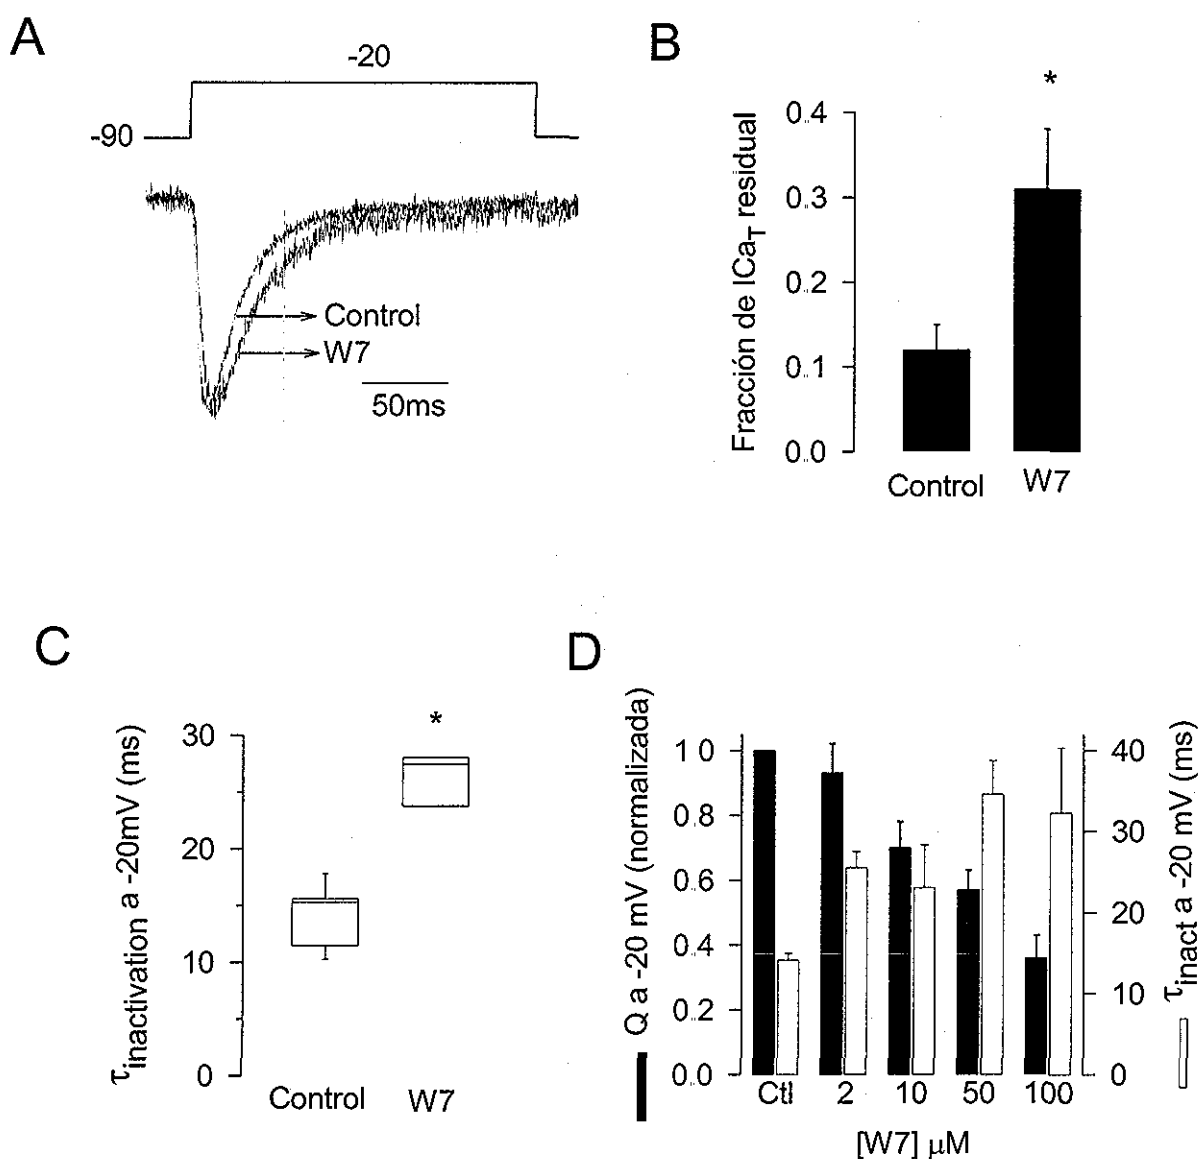 A
-20
-90
Control
W7
50ms
B
*
Fracción de ICaT residual
0.4
0.3
0.2
0.1
0.0
Control
W7
C
*
τinactivation a -20mV (ms)
30
20
10
0
Control
W7
D
Q a -20 mV (normalizada)
1 0
0.8
0.6
0.4
0.2
0.0
40
30
20
10
0
τinact a -20 mV (ms)
Ctl 2 10 50 100
[W7] μM